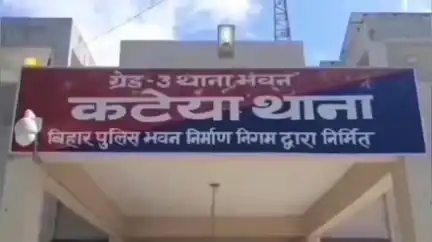 ग्रेड-3 थाना भवन
कटेया थाना
बिहार पुलिस भवन निर्माण निगम द्वारा निर्मित